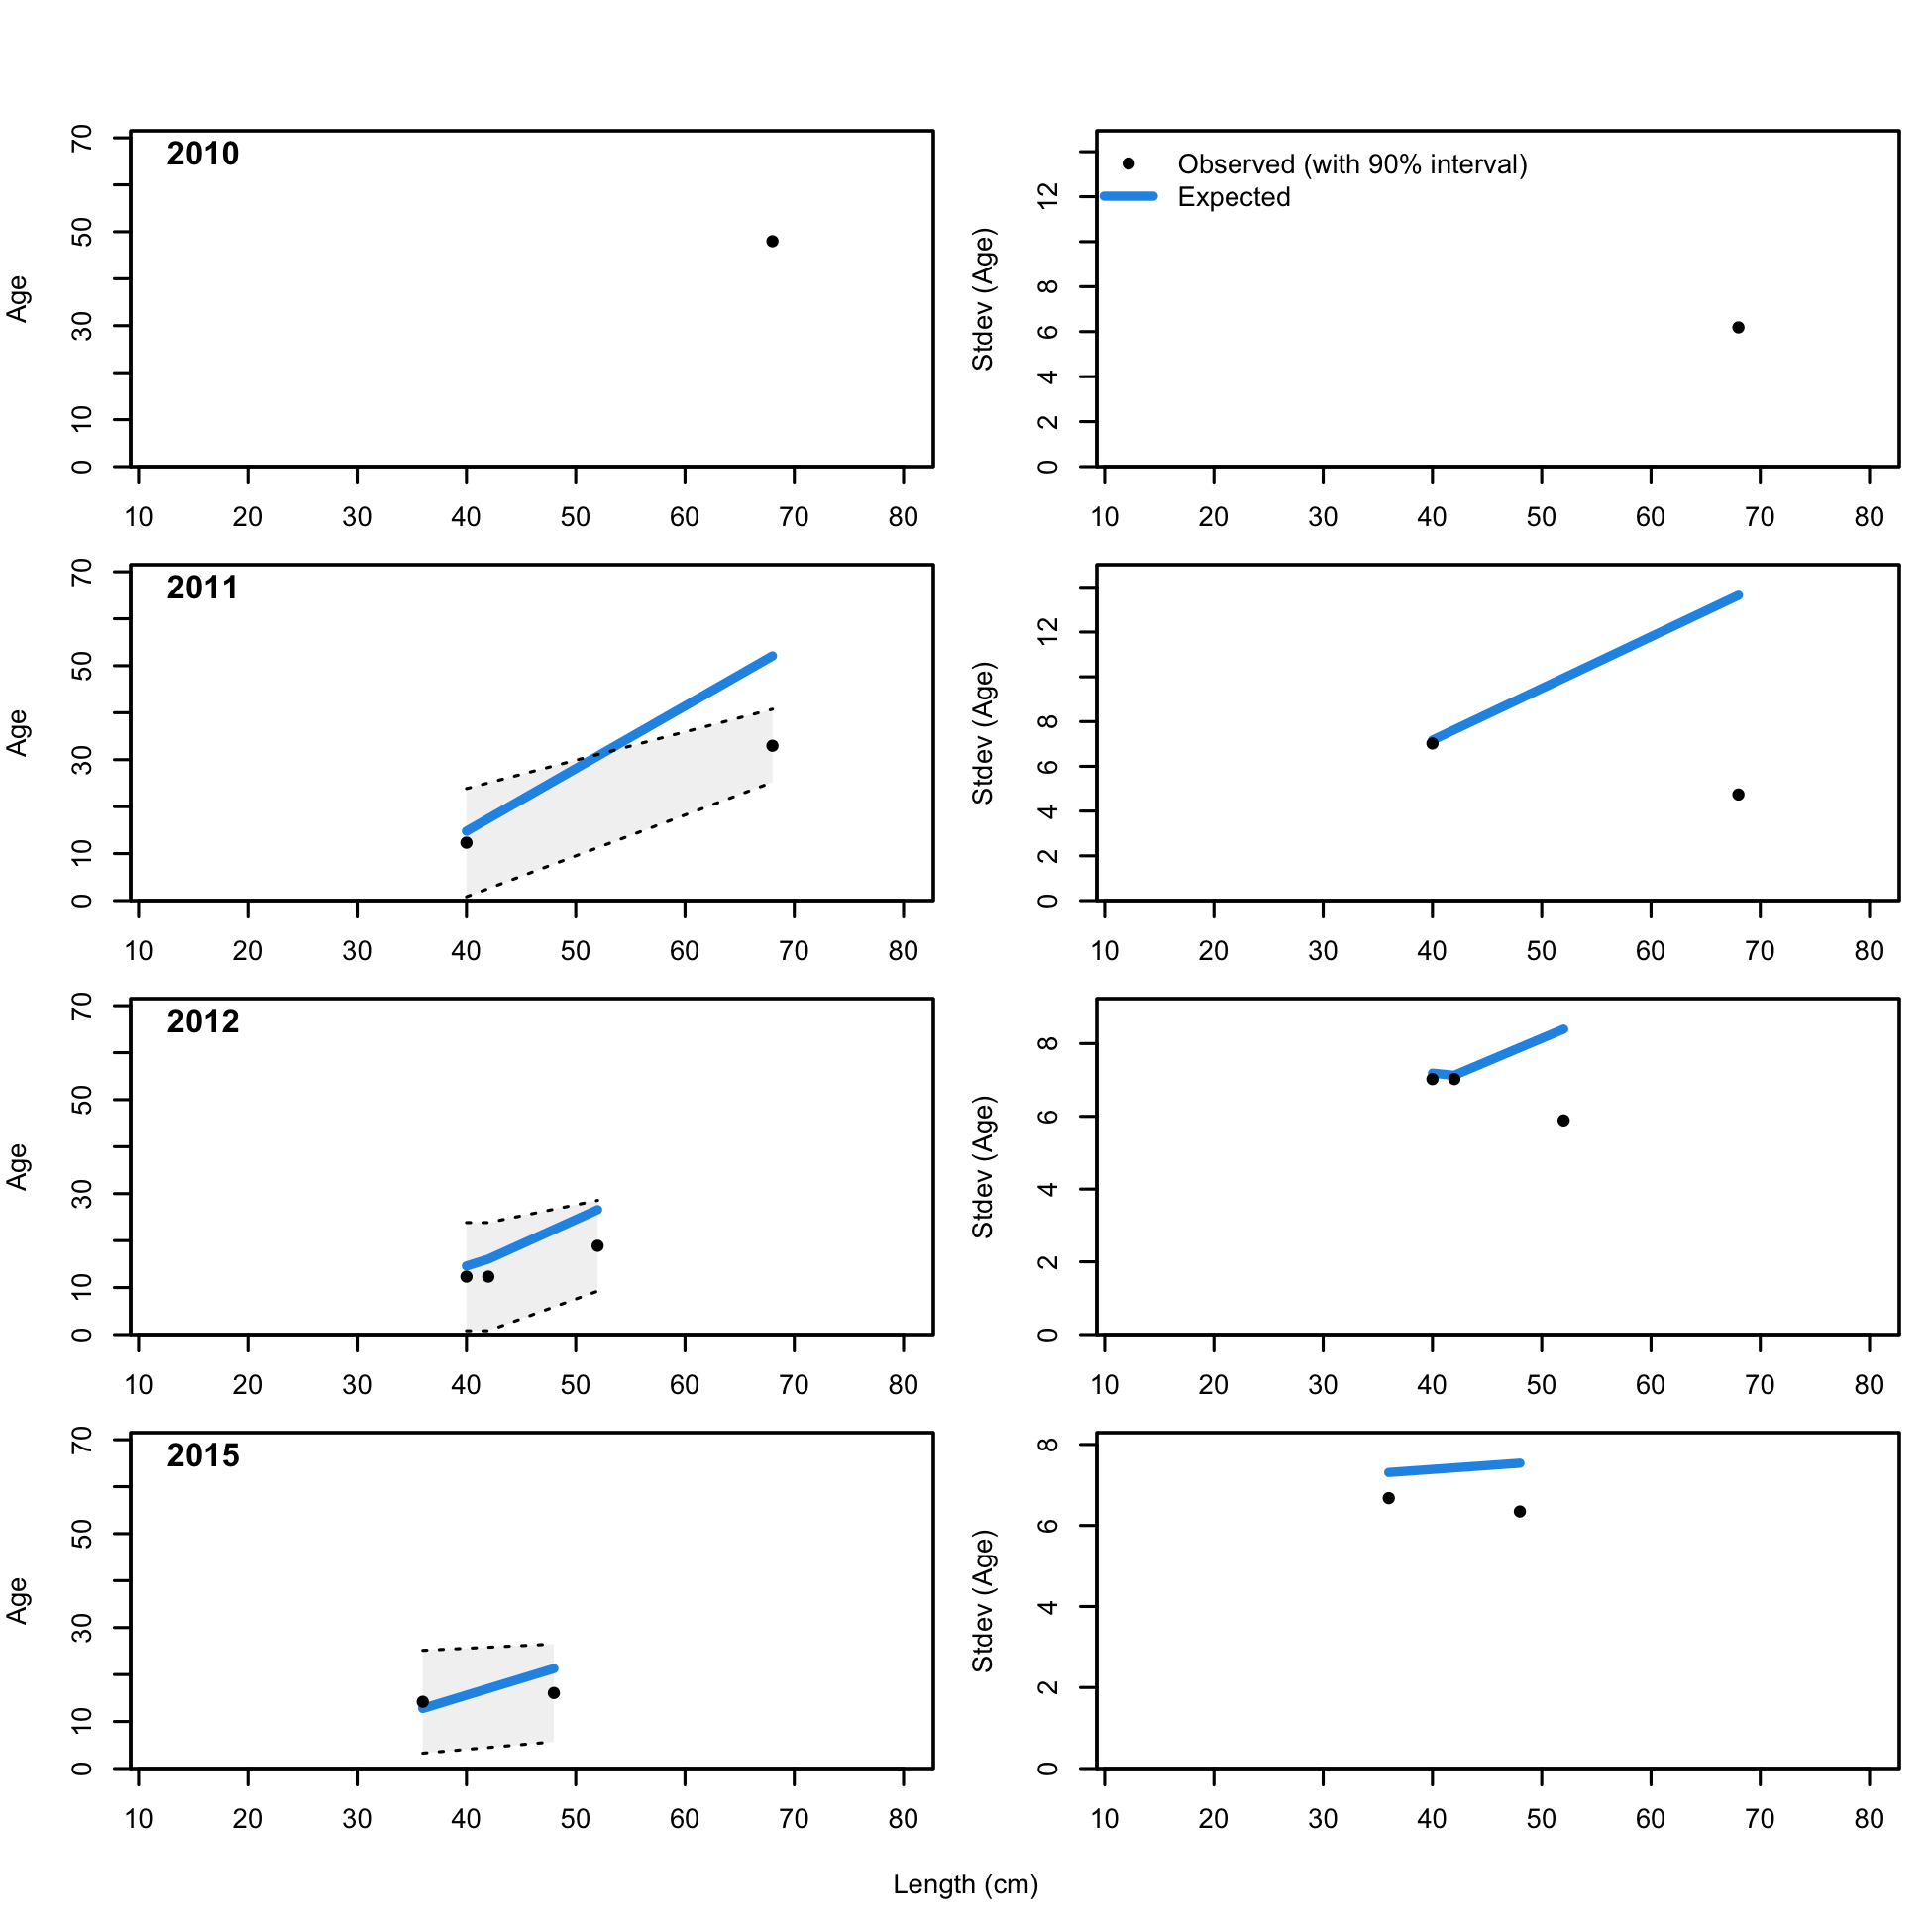 2010
Age
0 10 30 50 70
10 20 30 40 50 60 70 80
Observed (with 90% interval)
Expected
Stdev (Age)
0 2 4 6 8 12
10 20 30 40 50 60 70 80
2011
Age
0 10 30 50 70
10 20 30 40 50 60 70 80
Stdev (Age)
0 2 4 6 8 12
10 20 30 40 50 60 70 80
2012
Age
0 10 30 50 70
10 20 30 40 50 60 70 80
Stdev (Age)
0 2 4 6 8
10 20 30 40 50 60 70 80
2015
Age
0 10 30 50 70
10 20 30 40 50 60 70 80
Stdev (Age)
0 2 4 6 8
10 20 30 40 50 60 70 80
Length (cm)